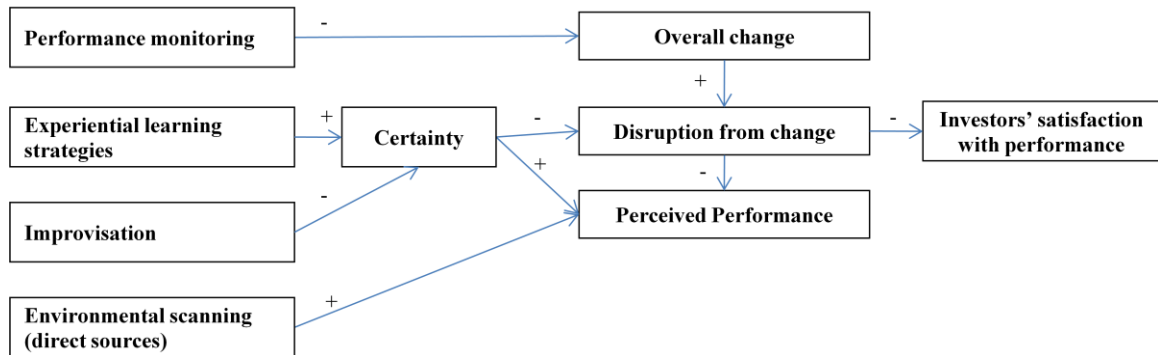 -
Performance monitoring
Overall change
+
Experiential learning
strategies
+
Certainty
-
Disruption from change
-
Investors’ satisfaction
with performance
+
-
-
Improvisation
Perceived Performance
+
Environmental scanning
(direct sources)